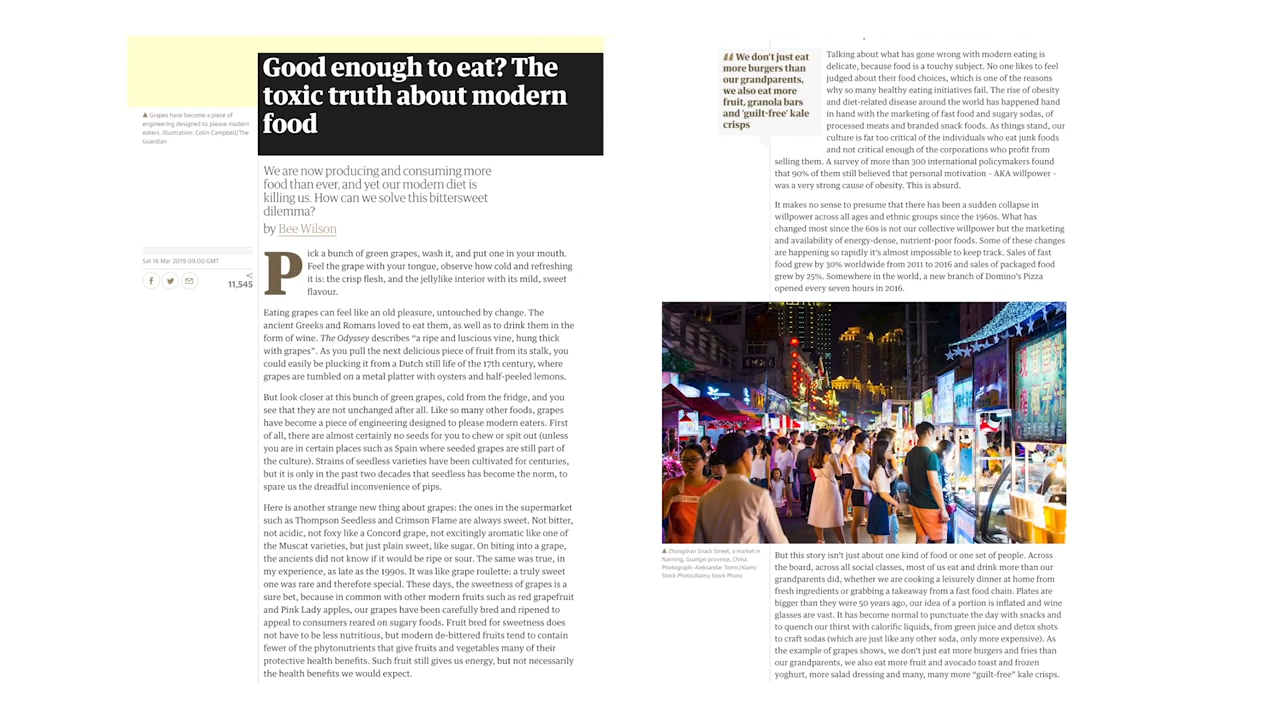 Good enough to eat? The
toxic truth about modern
food
▲ Grapes have become a piece of
engineering designed to please modern
eaters. Illustration: Colin Campbell/The
Guardian
We are now producing and consuming more
food than ever, and yet our modern diet is
killing us. How can we solve this bittersweet
dilemma?
by Bee Wilson
Sat 16 Mar 2019 09.00 GMT
11,545
Pick a bunch of green grapes, wash it, and put one in your mouth.
Feel the grape with your tongue, observe how cold and refreshing
it is: the crisp flesh, and the jellylike interior with its mild, sweet
flavour.
Eating grapes can feel like an old pleasure, untouched by change. The
ancient Greeks and Romans loved to eat them, as well as to drink them in the
form of wine. The Odyssey describes “a ripe and luscious vine, hung thick
with grapes”. As you pull the next delicious piece of fruit from its stalk, you
could easily be plucking it from a Dutch still life of the 17th century, where
grapes are tumbled on a metal platter with oysters and half-peeled lemons.
But look closer at this bunch of green grapes, cold from the fridge, and you
see that they are not unchanged after all. Like so many other foods, grapes
have become a piece of engineering designed to please modern eaters. First
of all, there are almost certainly no seeds for you to chew or spit out (unless
you are in certain places such as Spain where seeded grapes are still part of
the culture). Strains of seedless varieties have been cultivated for centuries,
but it is only in the past two decades that seedless has become the norm, to
spare us the dreadful inconvenience of pips.
Here is another strange new thing about grapes: the ones in the supermarket
such as Thompson Seedless and Crimson Flame are always sweet. Not bitter,
not acidic, not foxy like a Concord grape, not excitingly aromatic like one of
the Muscat varieties, but just plain sweet, like sugar. On biting into a grape,
the ancients did not know if it would be ripe or sour. The same was true, in
my experience, as late as the 1990s. It was like grape roulette: a truly sweet
one was rare and therefore special. These days, the sweetness of grapes is a
sure bet, because in common with other modern fruits such as red grapefruit
and Pink Lady apples, our grapes have been carefully bred and ripened to
appeal to consumers reared on sugary foods. Fruit bred for sweetness does
not have to be less nutritious, but modern de-bittered fruits tend to contain
fewer of the phytonutrients that give fruits and vegetables many of their
protective health benefits. Such fruit still gives us energy, but not necessarily
the health benefits we would expect.
“We don't just eat
more burgers than
our grandparents,
we also eat more
fruit, granola bars
and 'guilt-free' kale
crisps
Talking about what has gone wrong with modern eating is
delicate, because food is a touchy subject. No one likes to feel
judged about their food choices, which is one of the reasons
why so many healthy eating initiatives fail. The rise of obesity
and diet-related disease around the world has happened hand
in hand with the marketing of fast food and sugary sodas, of
processed meats and branded snack foods. As things stand, our
culture is far too critical of the individuals who eat junk foods
and not critical enough of the corporations who profit from
selling them. A survey of more than 300 international policymakers found
that 90% of them still believed that personal motivation – AKA willpower –
was a very strong cause of obesity. This is absurd.
It makes no sense to presume that there has been a sudden collapse in
willpower across all ages and ethnic groups since the 1960s. What has
changed most since the 60s is not our collective willpower but the marketing
and availability of energy-dense, nutrient-poor foods. Some of these changes
are happening so rapidly it's almost impossible to keep track. Sales of fast
food grew by 30% worldwide from 2011 to 2016 and sales of packaged food
grew by 25%. Somewhere in the world, a new branch of Domino's Pizza
opened every seven hours in 2016.
▲ Zhongshan Snack Street, a market in
Nanning, Guangxi province, China.
Photograph: Aleksandar Tomic/Alamy
Stock Photo/Alamy Stock Photo
But this story isn't just about one kind of food or one set of people. Across
the board, across all social classes, most of us eat and drink more than our
grandparents did, whether we are cooking a leisurely dinner at home from
fresh ingredients or grabbing a takeaway from a fast food chain. Plates are
bigger than they were 50 years ago, our idea of a portion is inflated and wine
glasses are vast. It has become normal to punctuate the day with snacks and
to quench our thirst with calorific liquids, from green juice and detox shots
to craft sodas (which are just like any other soda, only more expensive). As
the example of grapes shows, we don't just eat more burgers and fries than
our grandparents, we also eat more fruit and avocado toast and frozen
yoghurt, more salad dressing and many, many more “guilt-free” kale crisps.